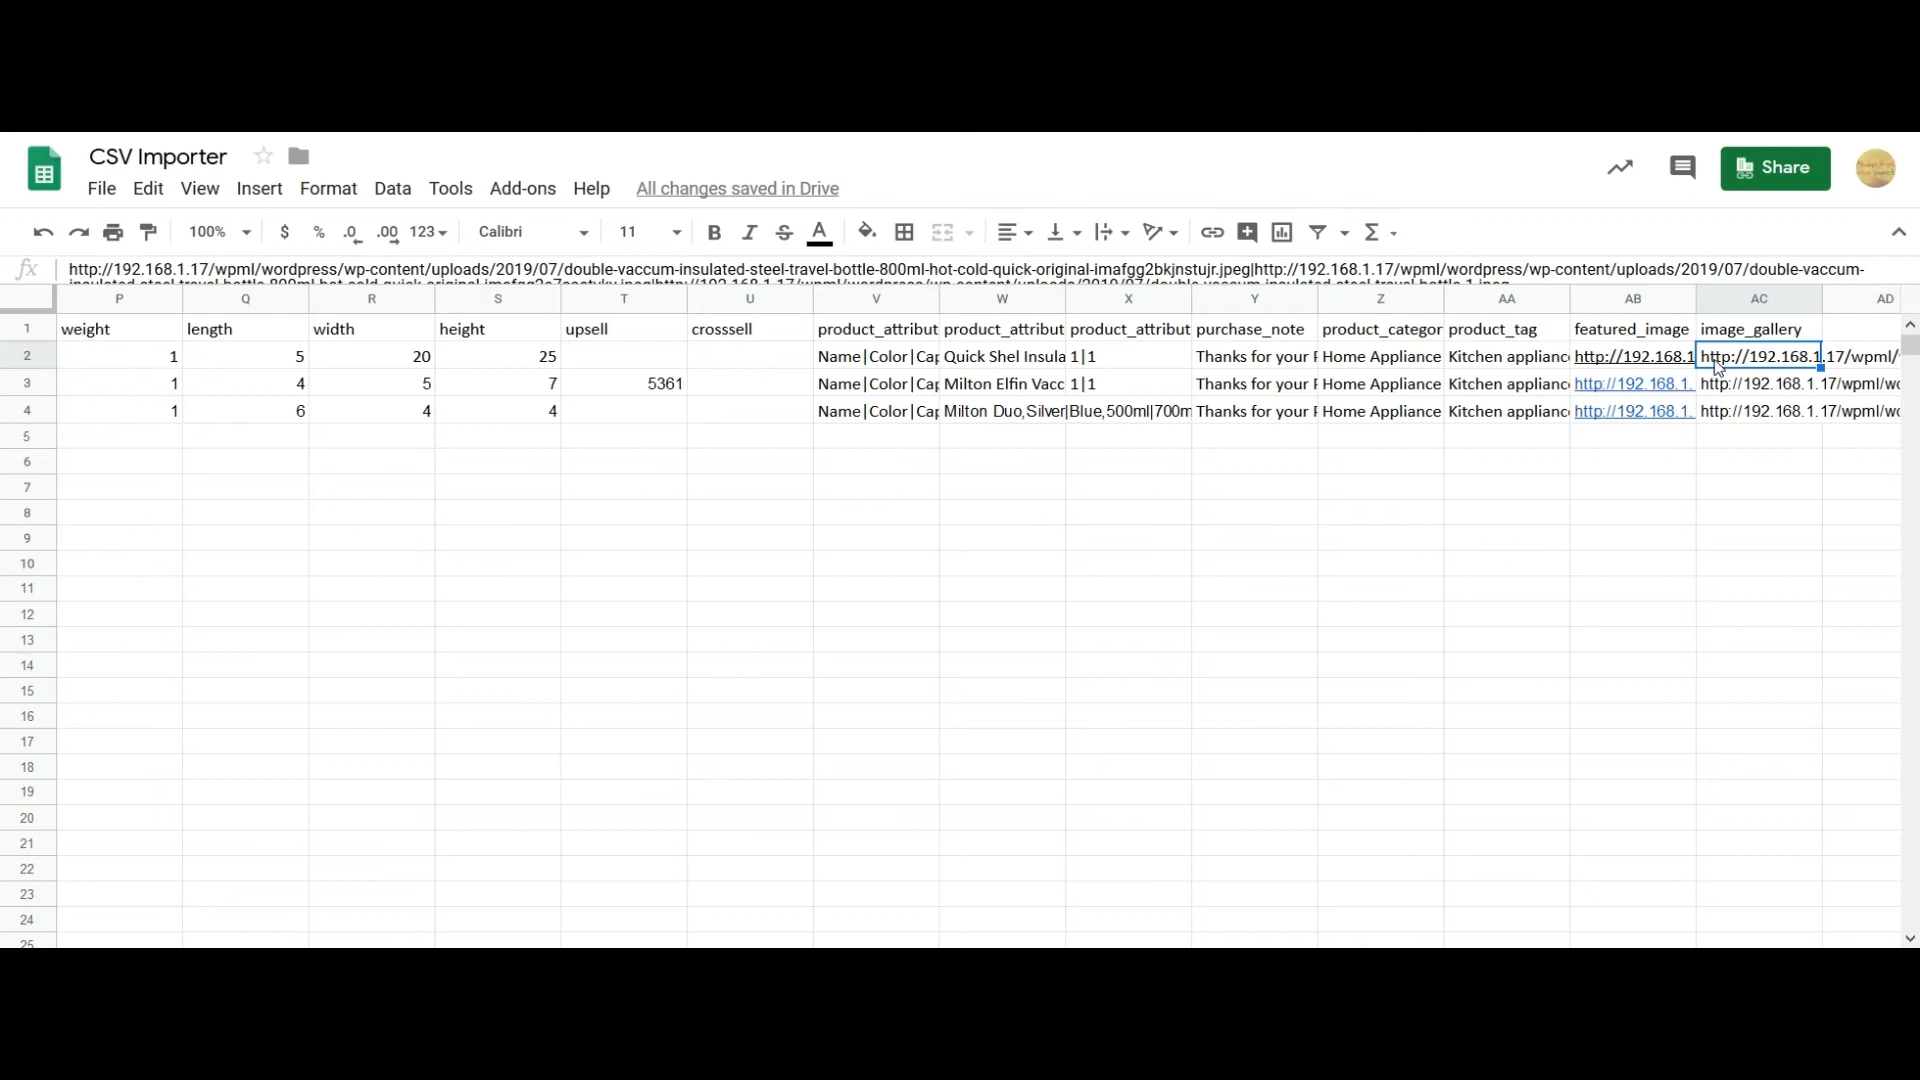 CSV Importer
File Edit View Insert Format Data Tools Add-ons Help All changes saved in Drive
Share
100% $ % .0 .00 123 Calibri 11 B I S A
fx http://192.168.1.17/wpml/wordpress/wp-content/uploads/2019/07/double-vaccum-insulated-steel-travel-bottle-800ml-hot-cold-quick-original-imafgg2bkjnstujr.jpeg|http://192.168.1.17/wpml/wordpress/wp-content/uploads/2019/07/double-vaccum-
P Q R S T U V W X Y Z AA AB AC AD
1 weight length width height upsell crosssell product_attribut product_attribut product_attribut purchase_note product_categor product_tag featured_image image_gallery
2 1 5 20 25 Name|Color|Cap Quick Shel Insula 1|1 Thanks for your Home Appliance Kitchen applianc http://192.168.1 http://192.168.1.17/wpml/
3 1 4 5 7 5361 Name|Color|Cap Milton Elfin Vacc 1|1 Thanks for your Home Appliance Kitchen applianc http://192.168.1. http://192.168.1.17/wpml/wo
4 1 6 4 4 Name|Color|Cap Milton Duo,Silver|Blue,500ml|700m Thanks for your Home Appliance Kitchen applianc http://192.168.1. http://192.168.1.17/wpml/wo
5
6
7
8
9
10
11
12
13
14
15
16
17
18
19
20
21
22
23
24
25